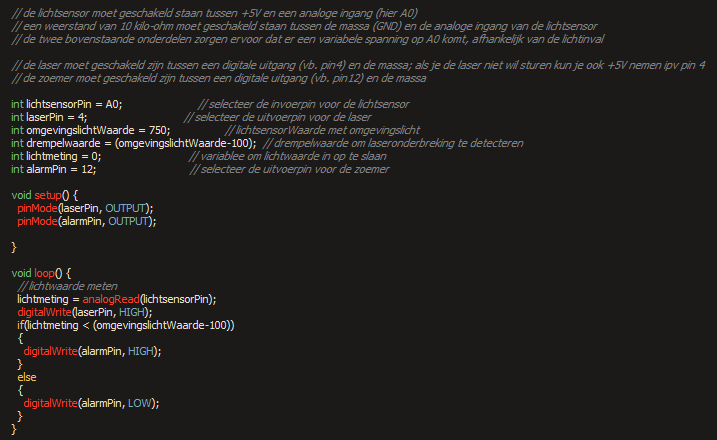 // de lichtsensor moet geschakeld staan tussen +5V en een analoge ingang (hier A0)
// een weerstand van 10 kilo-ohm moet geschakeld staan tussen de massa (GND) en de analoge ingang van de lichtsensor
// de twee bovenstaande onderdelen zorgen ervoor dat er een variabele spanning op A0 komt, afhankelijk van de lichtinval
// de laser moet geschakeld zijn tussen een digitale uitgang (vb. pin4) en de massa; als je de laser niet wil sturen kun je ook +5V nemen ipv pin 4
// de zoemer moet geschakeld zijn tussen een digitale uitgang (vb. pin12) en de massa
int lichtsensorPin = A0; // selecteer de invoerpin voor de lichtsensor
int laserPin = 4; // selecteer de uitvoerpin voor de laser
int omgevingslichtWaarde = 750; // lichtsensorWaarde met omgevingslicht
int drempelwaarde = (omgevingslichtWaarde-100); // drempelwaarde om laseronderbreking te detecteren
int lichtmeting = 0; // variablee om lichtwaarde in op te slaan
int alarmPin = 12; // selecteer de uitvoerpin voor de zoemer
void setup() {
pinMode(laserPin, OUTPUT);
pinMode(alarmPin, OUTPUT);
}
void loop() {
// lichtwaarde meten
lichtmeting = analogRead(lichtsensorPin);
digitalWrite(laserPin, HIGH);
if(lichtmeting < (omgevingslichtWaarde-100))
{
digitalWrite(alarmPin, HIGH);
}
else
{
digitalWrite(alarmPin, LOW);
}
}